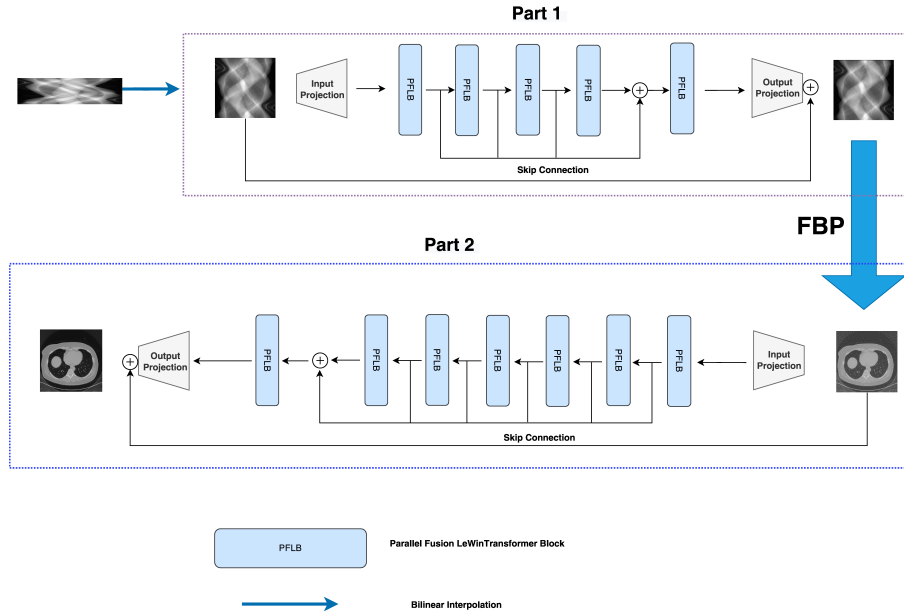 Part 1
Input
Projection
PFLB
PFLB
PFLB
PFLB
PFLB
Output
Projection
Skip Connection
FBP
Part 2
Output
Projection
PFLB
PFLB
PFLB
PFLB
PFLB
PFLB
PFLB
Input
Projection
Skip Connection
PFLB
Parallel Fusion LeWinTransformer Block
Bilinear Interpolation